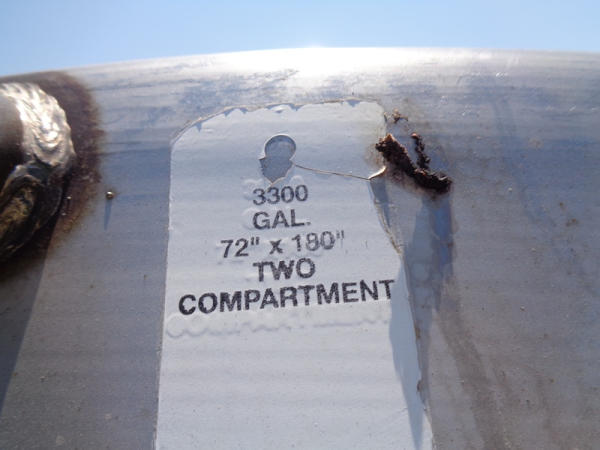 3300
GAL.
72" x 180"
TWO
COMPARTMENT